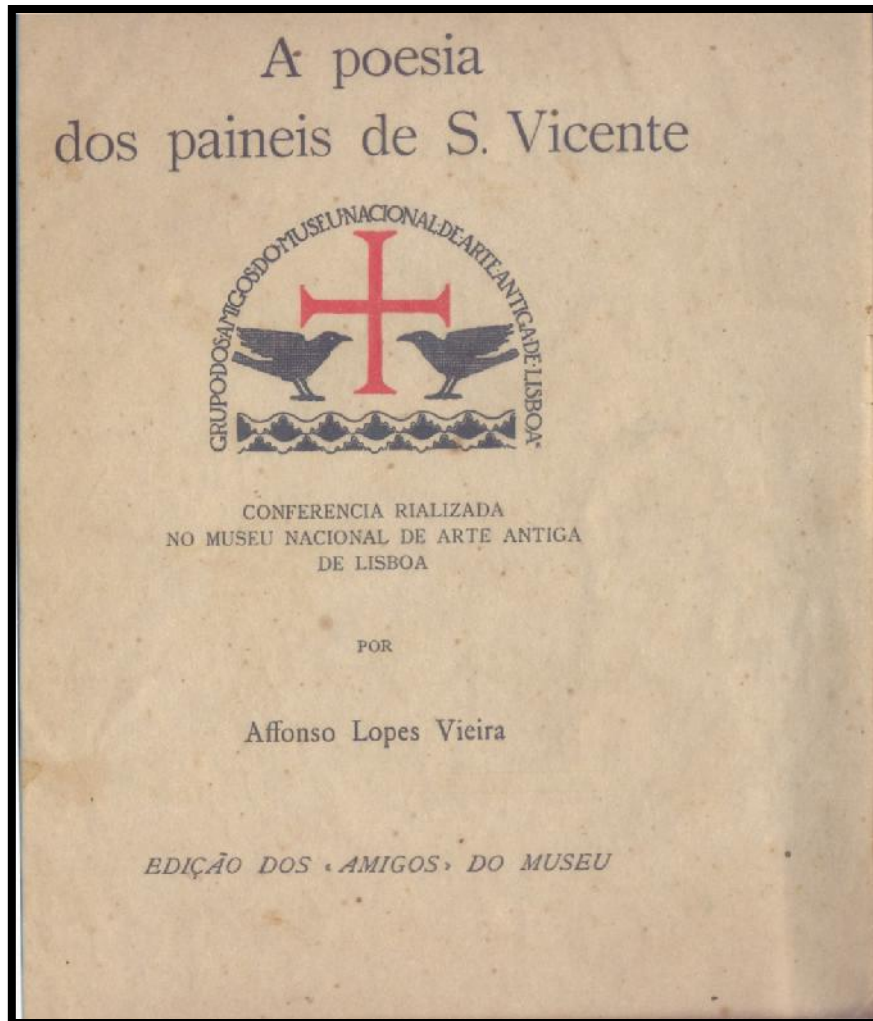 A poesia
dos paineis de S. Vicente
GRUPO·DOS·AMIGOS·DO·MUSEU·NACIONAL·DE·ARTE·ANTIGA·DE·LISBOA
CONFERENCIA RIALIZADA
NO MUSEU NACIONAL DE ARTE ANTIGA
DE LISBOA
POR
Affonso Lopes Vieira
EDIÇÃO DOS «AMIGOS» DO MUSEU